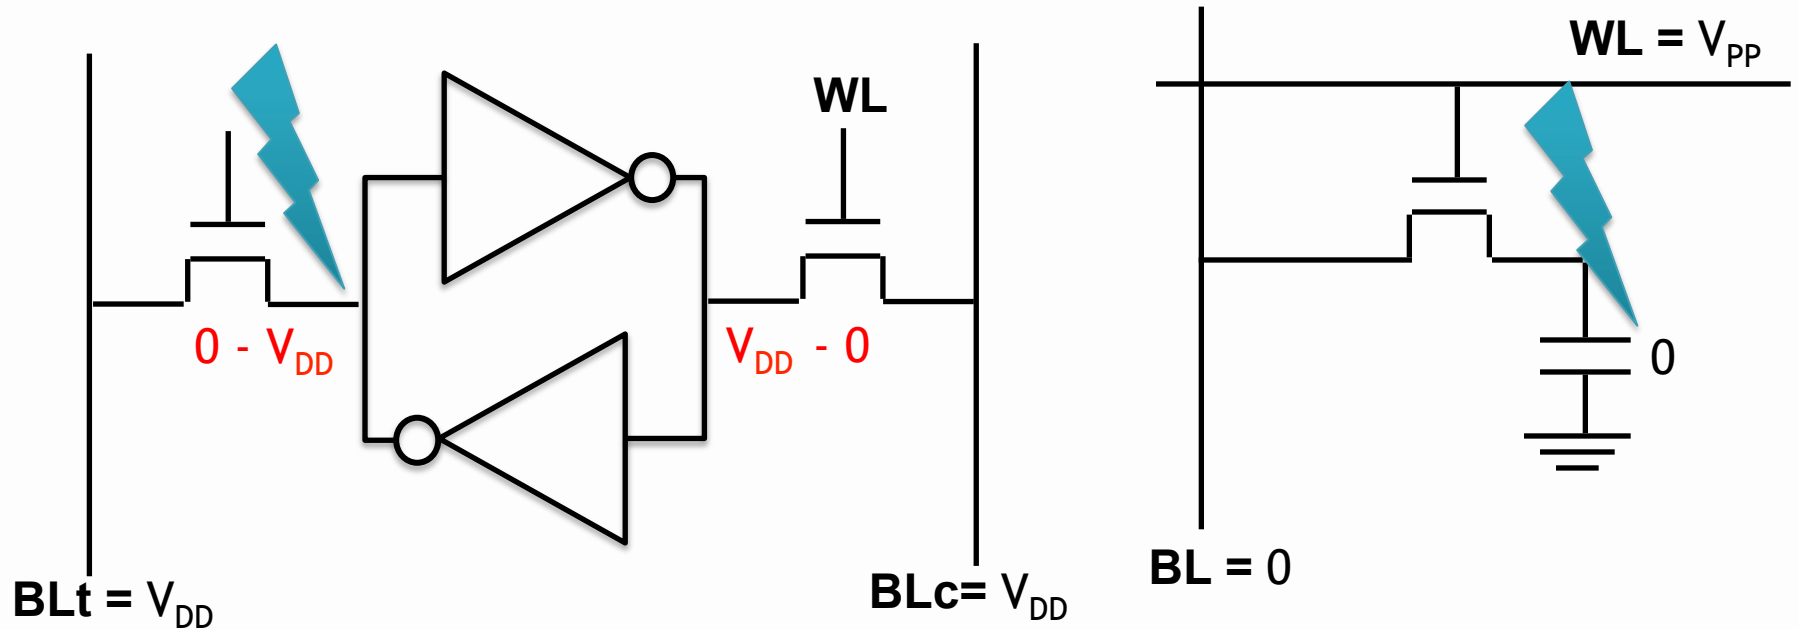 WL
0 - VDD
VDD - 0
BLt = VDD
BLc= VDD
WL = VPP
0
BL = 0